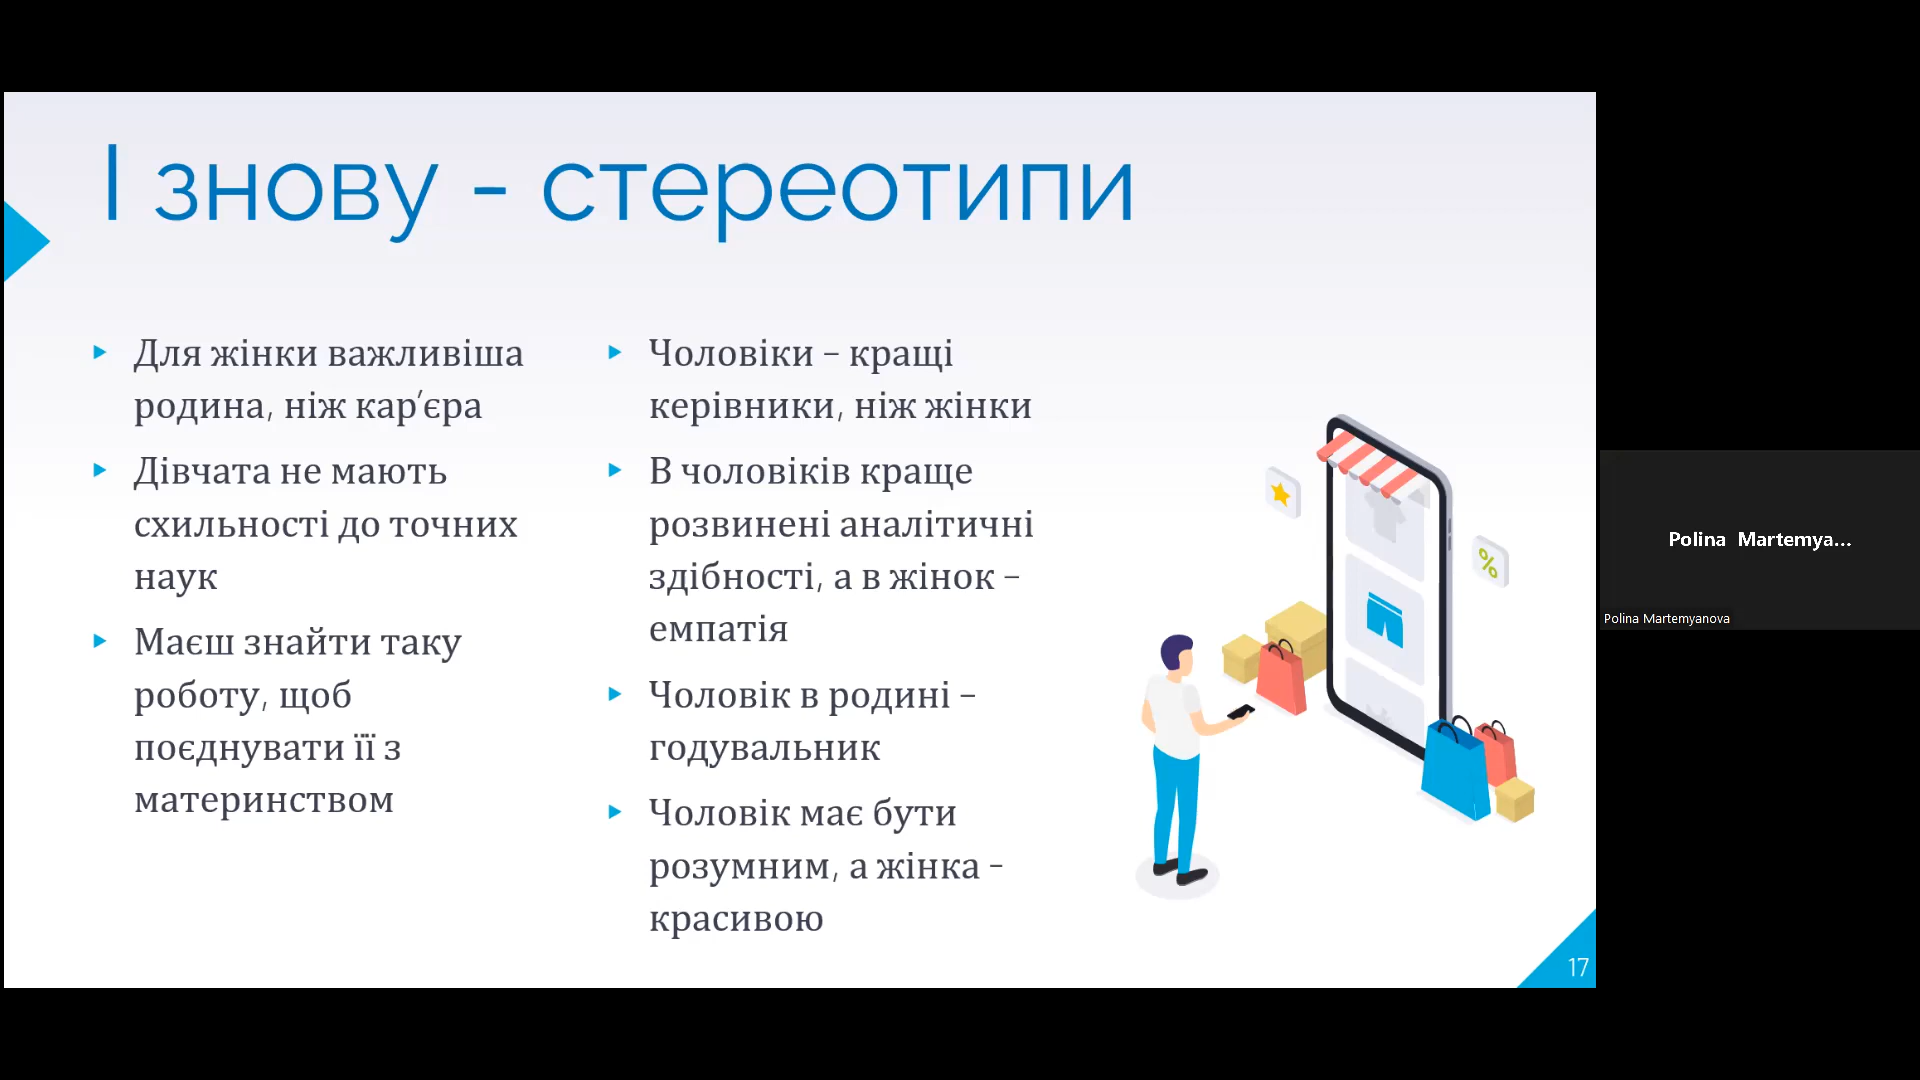 І знову - стереотипи
Для жінки важливіша
родина, ніж кар’єра
Дівчата не мають
схильності до точних
наук
Маєш знайти таку
роботу, щоб
поєднувати її з
материнством
Чоловіки – кращі
керівники, ніж жінки
В чоловіків краще
розвинені аналітичні
здібності, а в жінок –
емпатія
Чоловік в родині –
годувальник
Чоловік має бути
розумним, а жінка –
красивою
%
17
Polina Martemya...
Polina Martemyanova